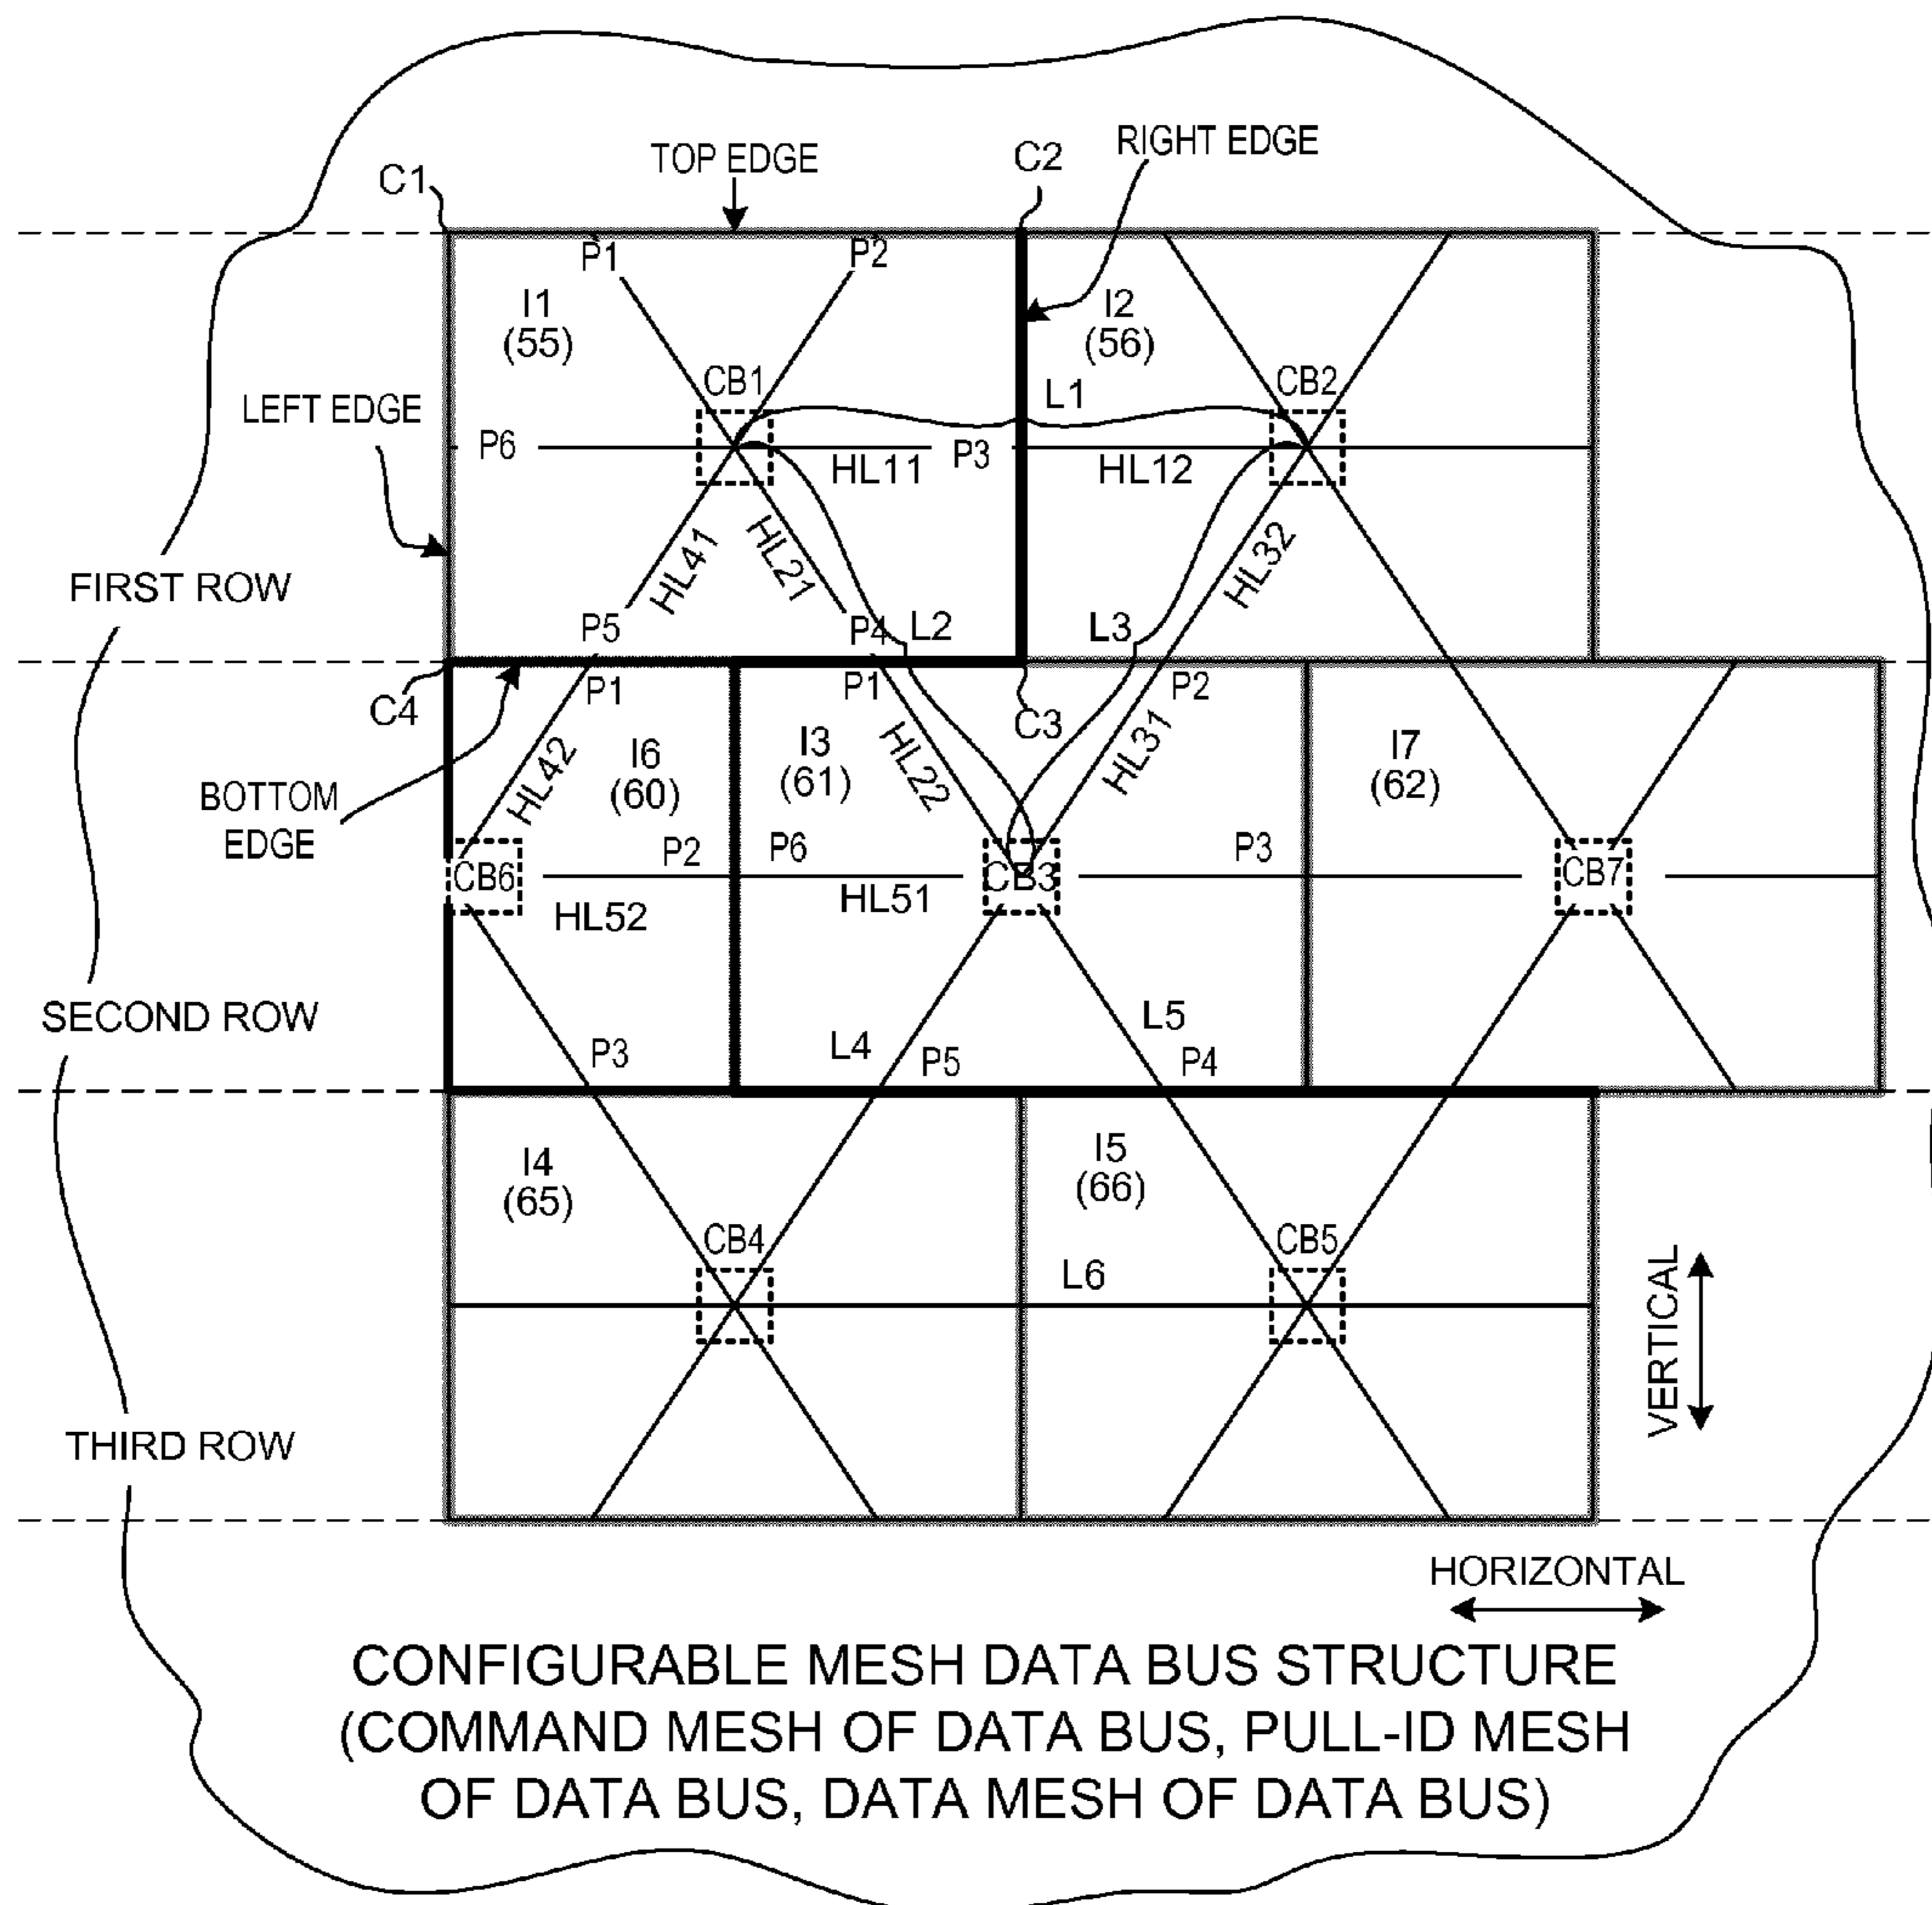 TOP EDGE
RIGHT EDGE
C1
C2
P1
P2
I1
(55)
I2
(56)
CB1
CB2
L1
LEFT EDGE
P6
HL11
P3
HL12
HL41
HL21
HL32
FIRST ROW
P5
P4
L2
L3
C4
P1
P1
P2
C3
I6
(60)
I3
(61)
I7
(62)
HL42
HL22
HL31
BOTTOM
EDGE
P2
P6
P3
CB6
CB3
CB7
HL52
HL51
SECOND ROW
P3
L4
P5
L5
P4
I4
(65)
I5
(66)
CB4
CB5
L6
VERTICAL
THIRD ROW
HORIZONTAL
CONFIGURABLE MESH DATA BUS STRUCTURE
(COMMAND MESH OF DATA BUS, PULL-ID MESH
OF DATA BUS, DATA MESH OF DATA BUS)